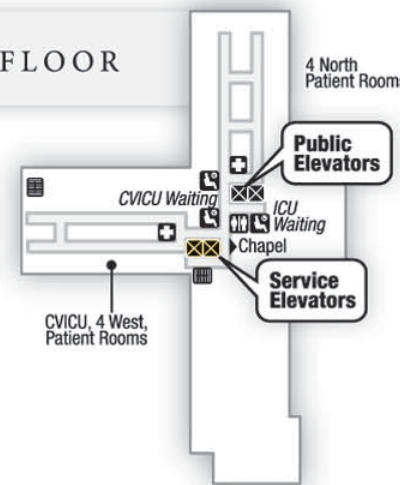 FLOOR
4 North
Patient Rooms
Public
Elevators
CVICU Waiting
ICU
Waiting
Chapel
Service
Elevators
CVICU, 4 West,
Patient Rooms